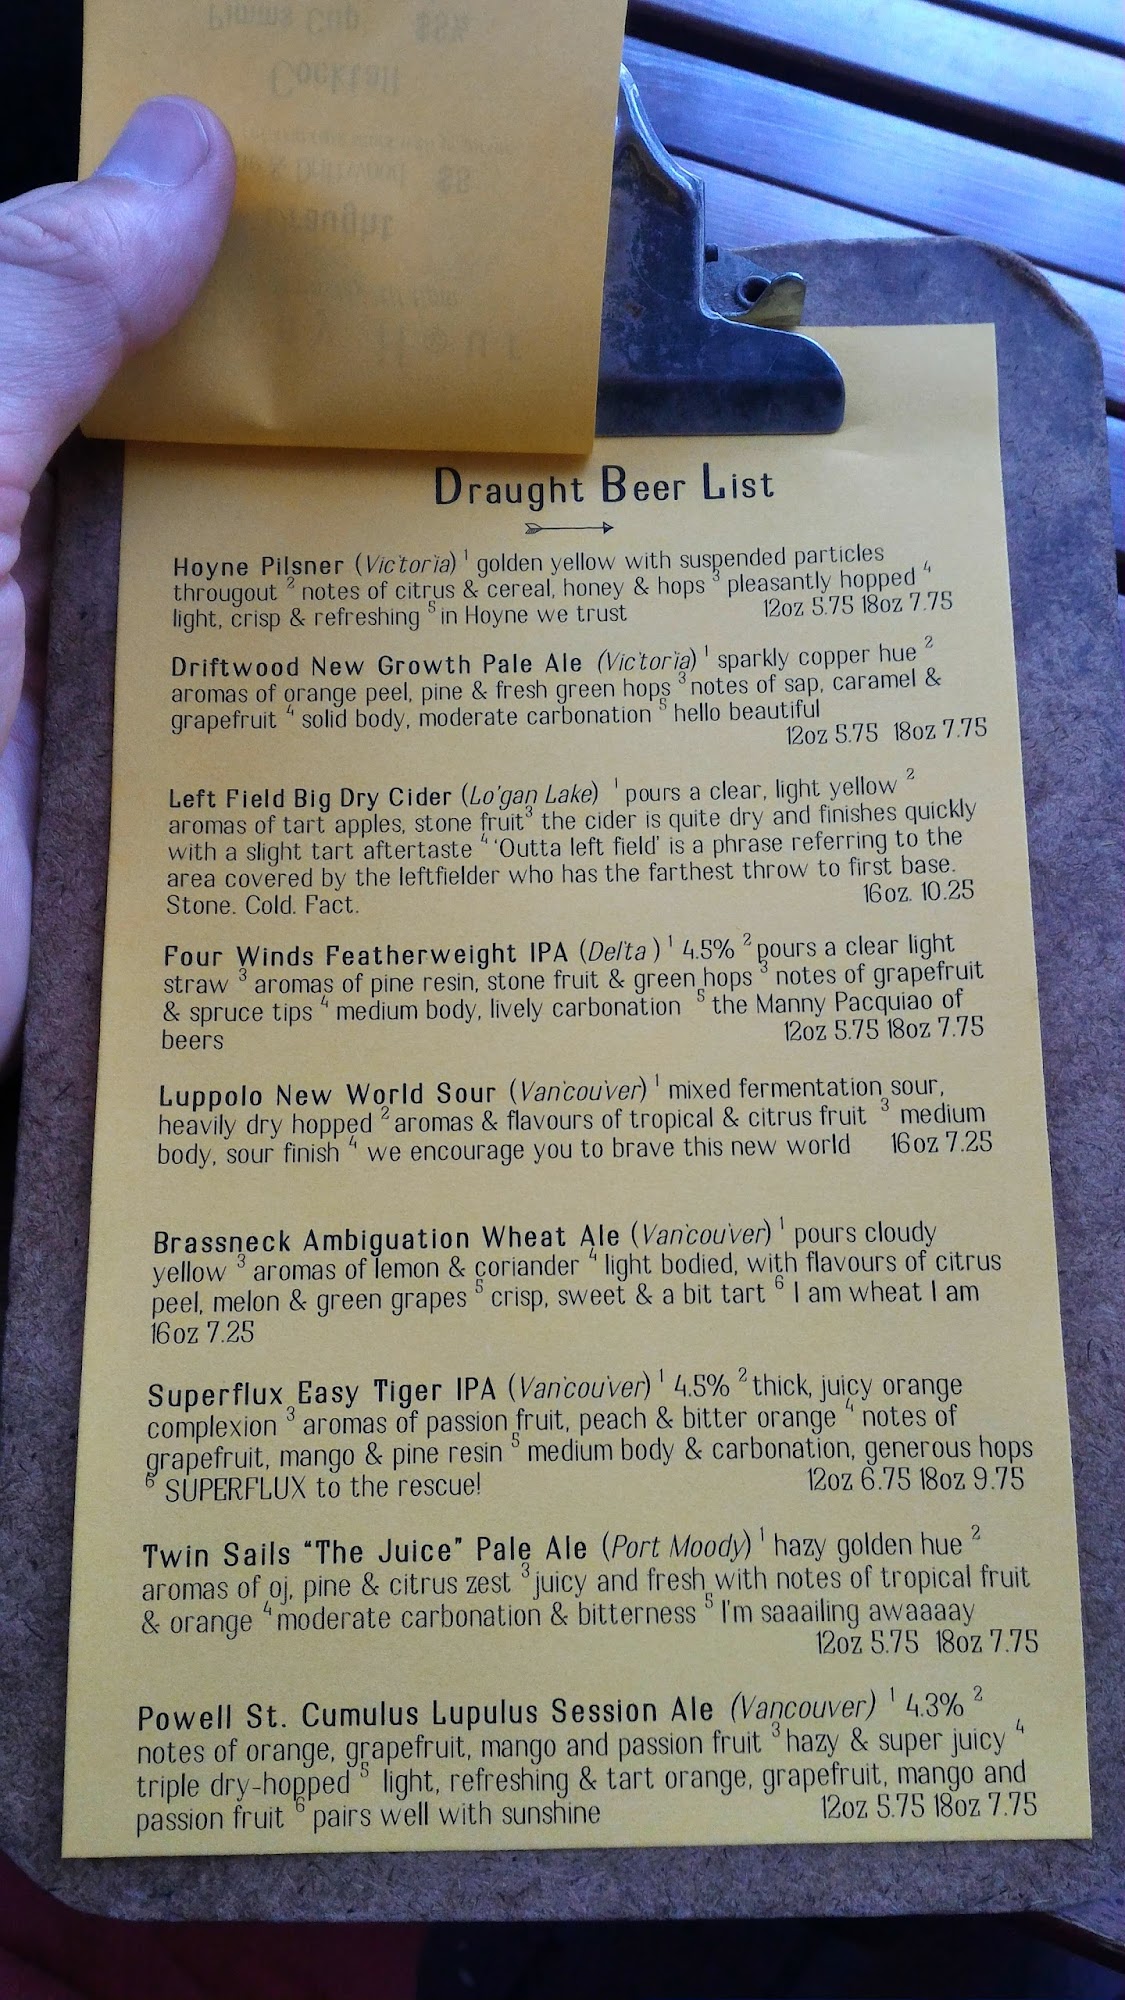 Draught Beer List
Hoyne Pilsner (Victoria) ¹ golden yellow with suspended particles
througout ² notes of citrus & cereal, honey & hops ³ pleasantly hopped ⁴
light, crisp & refreshing ⁵ in Hoyne we trust 12oz 5.75 18oz 7.75
Driftwood New Growth Pale Ale (Victoria) ¹ sparkly copper hue ²
aromas of orange peel, pine & fresh green hops ³ notes of sap, caramel &
grapefruit ⁴ solid body, moderate carbonation ⁵ hello beautiful
12oz 5.75 18oz 7.75
Left Field Big Dry Cider (Lo'gan Lake) ¹ pours a clear, light yellow ²
aromas of tart apples, stone fruit ³ the cider is quite dry and finishes quickly
with a slight tart aftertaste ⁴ 'Outta left field' is a phrase referring to the
area covered by the leftfielder who has the farthest throw to first base.
Stone. Cold. Fact. 16oz. 10.25
Four Winds Featherweight IPA (Delta ) ¹ 4.5% ² pours a clear light
straw ³ aromas of pine resin, stone fruit & green hops ³ notes of grapefruit
& spruce tips ⁴ medium body, lively carbonation ⁵ the Manny Pacquiao of
beers 12oz 5.75 18oz 7.75
Luppolo New World Sour (Vancouver) ¹ mixed fermentation sour,
heavily dry hopped ² aromas & flavours of tropical & citrus fruit ³ medium
body, sour finish ⁴ we encourage you to brave this new world 16oz 7.25
Brassneck Ambiguation Wheat Ale (Vancouver) ¹ pours cloudy
yellow ³ aromas of lemon & coriander ⁴ light bodied, with flavours of citrus
peel, melon & green grapes ⁵ crisp, sweet & a bit tart ⁶ I am wheat I am
16oz 7.25
Superflux Easy Tiger IPA (Vancouver) ¹ 4.5% ² thick, juicy orange
complexion ³ aromas of passion fruit, peach & bitter orange ⁴ notes of
grapefruit, mango & pine resin ⁵ medium body & carbonation, generous hops
⁶ SUPERFLUX to the rescue! 12oz 6.75 18oz 9.75
Twin Sails “The Juice” Pale Ale (Port Moody) ¹ hazy golden hue ²
aromas of oj, pine & citrus zest ³ juicy and fresh with notes of tropical fruit
& orange ⁴ moderate carbonation & bitterness ⁵ I'm saaailing awaaaay
12oz 5.75 18oz 7.75
Powell St. Cumulus Lupulus Session Ale (Vancouver) ¹ 4.3% ²
notes of orange, grapefruit, mango and passion fruit ³ hazy & super juicy ⁴
triple dry-hopped ⁵ light, refreshing & tart orange, grapefruit, mango and
passion fruit ⁶ pairs well with sunshine 12oz 5.75 18oz 7.75